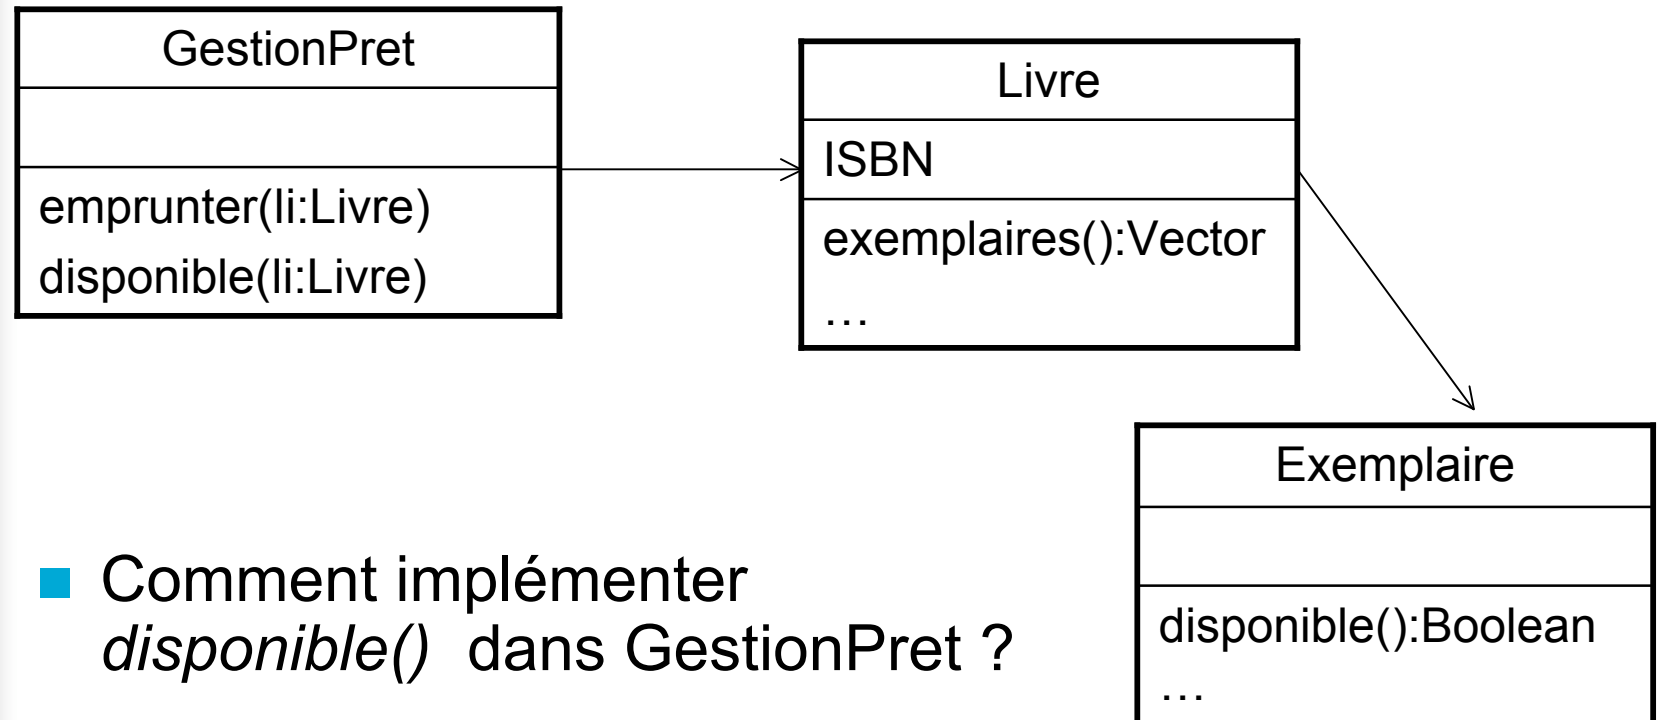 GestionPret
emprunter(li:Livre)
disponible(li:Livre)
Livre
ISBN
exemplaires():Vector
…
Exemplaire
disponible():Boolean
…
Comment implémenter
disponible() dans GestionPret ?